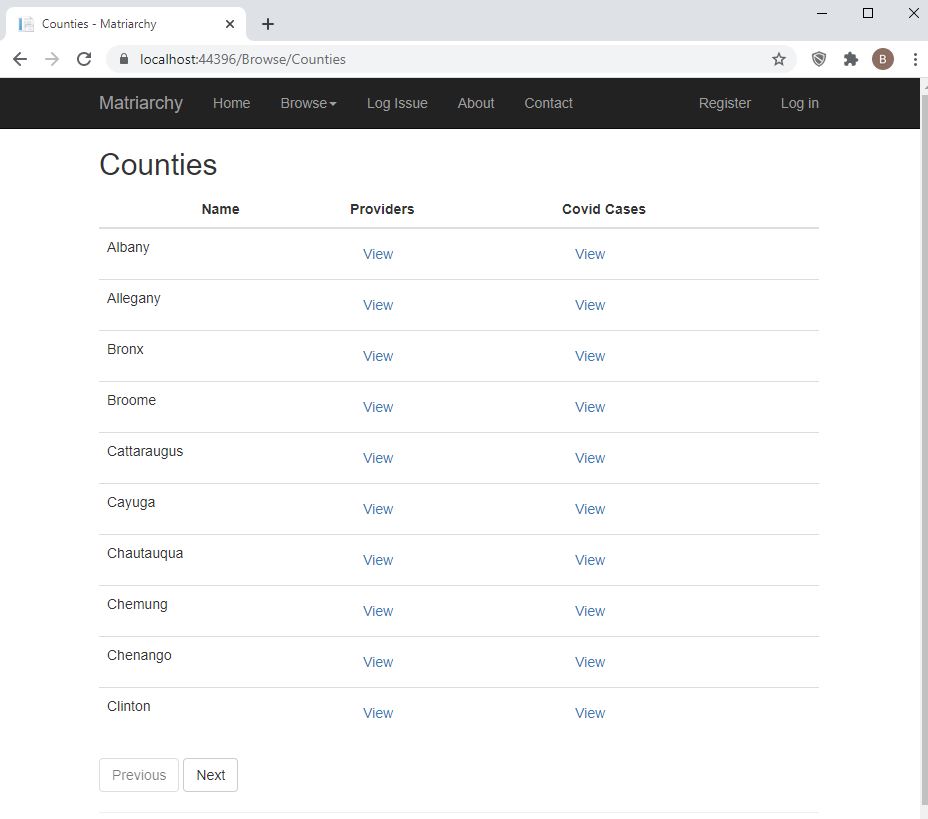 Counties - Matriarchy
localhost:44396/Browse/Counties
B
Matriarchy Home Browse Log Issue About Contact Register Log in
Counties
Name Providers Covid Cases
Albany View View
Allegany View View
Bronx View View
Broome View View
Cattaraugus View View
Cayuga View View
Chautauqua View View
Chemung View View
Chenango View View
Clinton View View
Previous Next